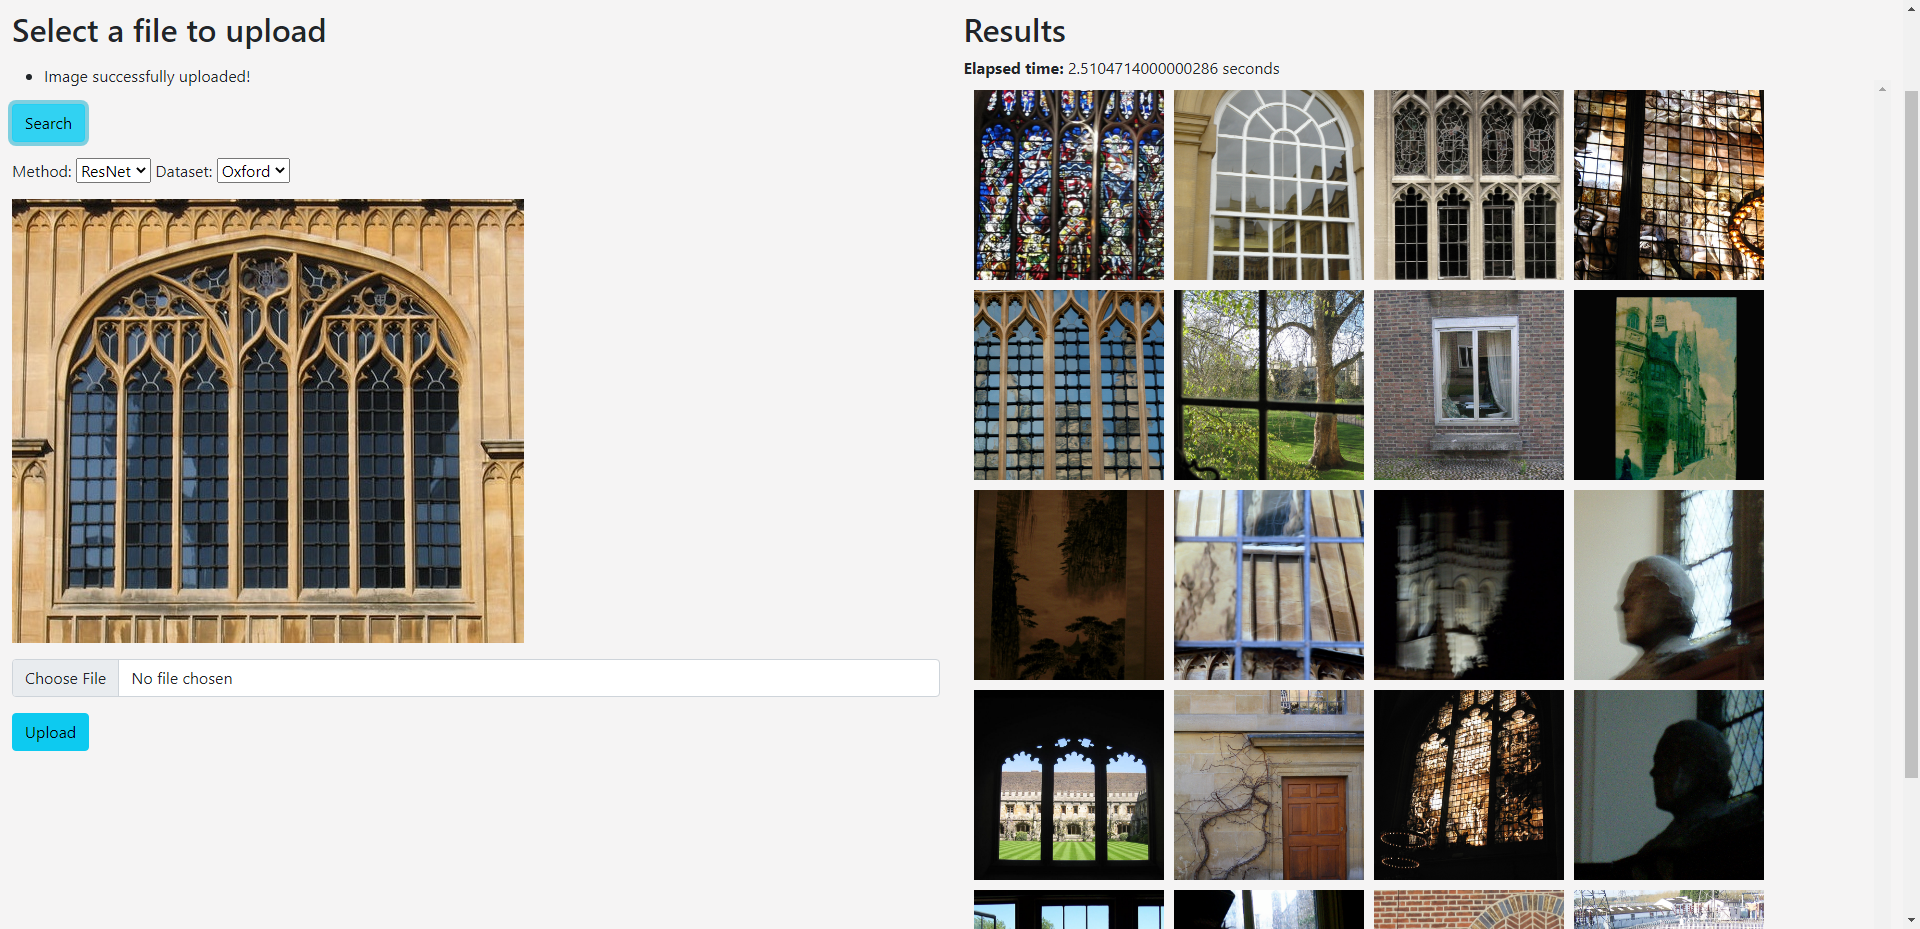 Select a file to upload
Image successfully uploaded!
Search
Method: ResNet Dataset: Oxford
Choose File No file chosen
Upload
Results
Elapsed time: 2.5104714000000286 seconds